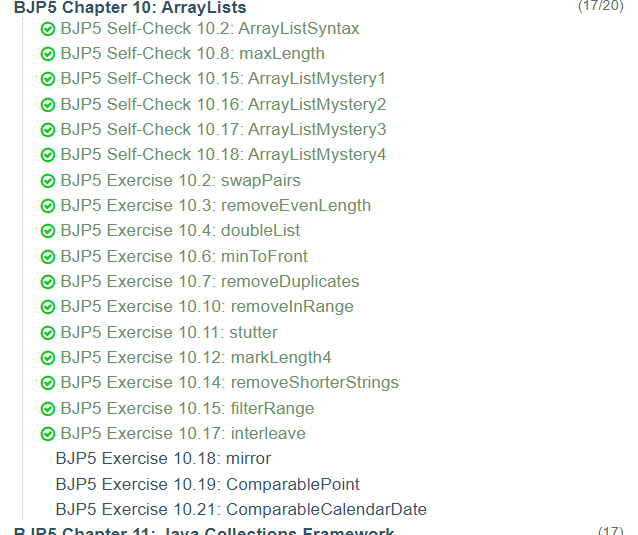 BJP5 Chapter 10: ArrayLists (17/20)
BJP5 Self-Check 10.2: ArrayListSyntax
BJP5 Self-Check 10.8: maxLength
BJP5 Self-Check 10.15: ArrayListMystery1
BJP5 Self-Check 10.16: ArrayListMystery2
BJP5 Self-Check 10.17: ArrayListMystery3
BJP5 Self-Check 10.18: ArrayListMystery4
BJP5 Exercise 10.2: swapPairs
BJP5 Exercise 10.3: removeEvenLength
BJP5 Exercise 10.4: doubleList
BJP5 Exercise 10.6: minToFront
BJP5 Exercise 10.7: removeDuplicates
BJP5 Exercise 10.10: removeInRange
BJP5 Exercise 10.11: stutter
BJP5 Exercise 10.12: markLength4
BJP5 Exercise 10.14: removeShorterStrings
BJP5 Exercise 10.15: filterRange
BJP5 Exercise 10.17: interleave
BJP5 Exercise 10.18: mirror
BJP5 Exercise 10.19: ComparablePoint
BJP5 Exercise 10.21: ComparableCalendarDate
BJP5 Chapter 11: Java Collections Framework (17)